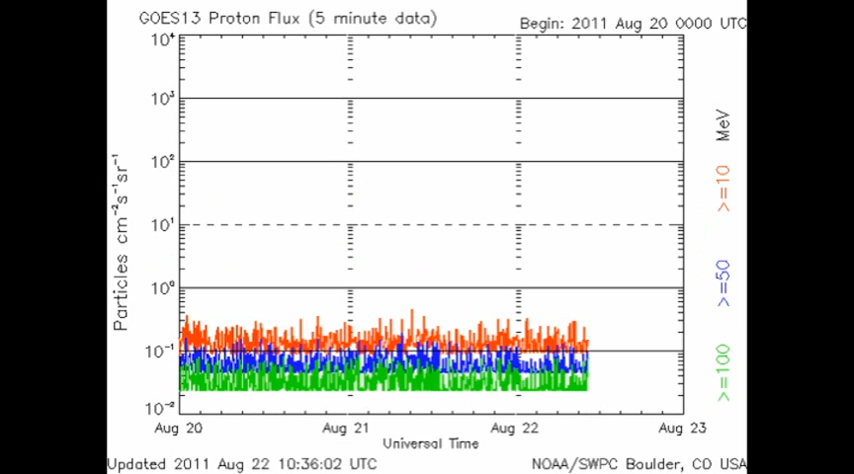 GOES13 Proton Flux (5 minute data)
Begin: 2011 Aug 20 0000 UTC
10⁴
10³
10²
10¹
10⁰
10⁻¹
10⁻²
Particles cm⁻²s⁻¹sr⁻¹
Aug 20
Aug 21
Aug 22
Aug 23
Universal Time
MeV
>=10
>=50
>=100
Updated 2011 Aug 22 10:36:02 UTC
NOAA/SWPC Boulder, CO USA